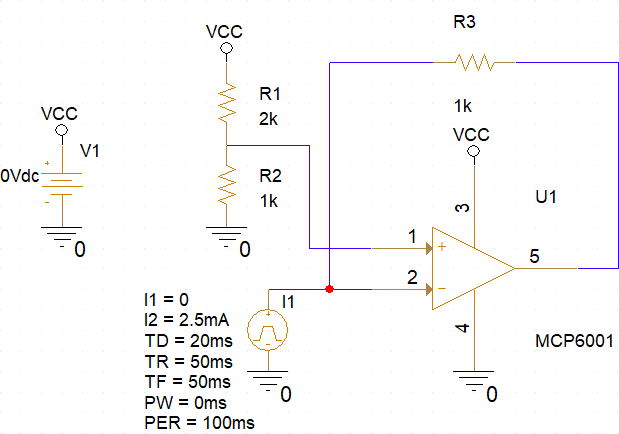 VCC
V1
+
0Vdc
-
0
VCC
R1
2k
R2
1k
0
R3
1k
VCC
3
U1
1
+
5
2
-
4
MCP6001
0
I1
+
-
I1 = 0
I2 = 2.5mA
TD = 20ms
TR = 50ms
TF = 50ms
PW = 0ms
PER = 100ms
0